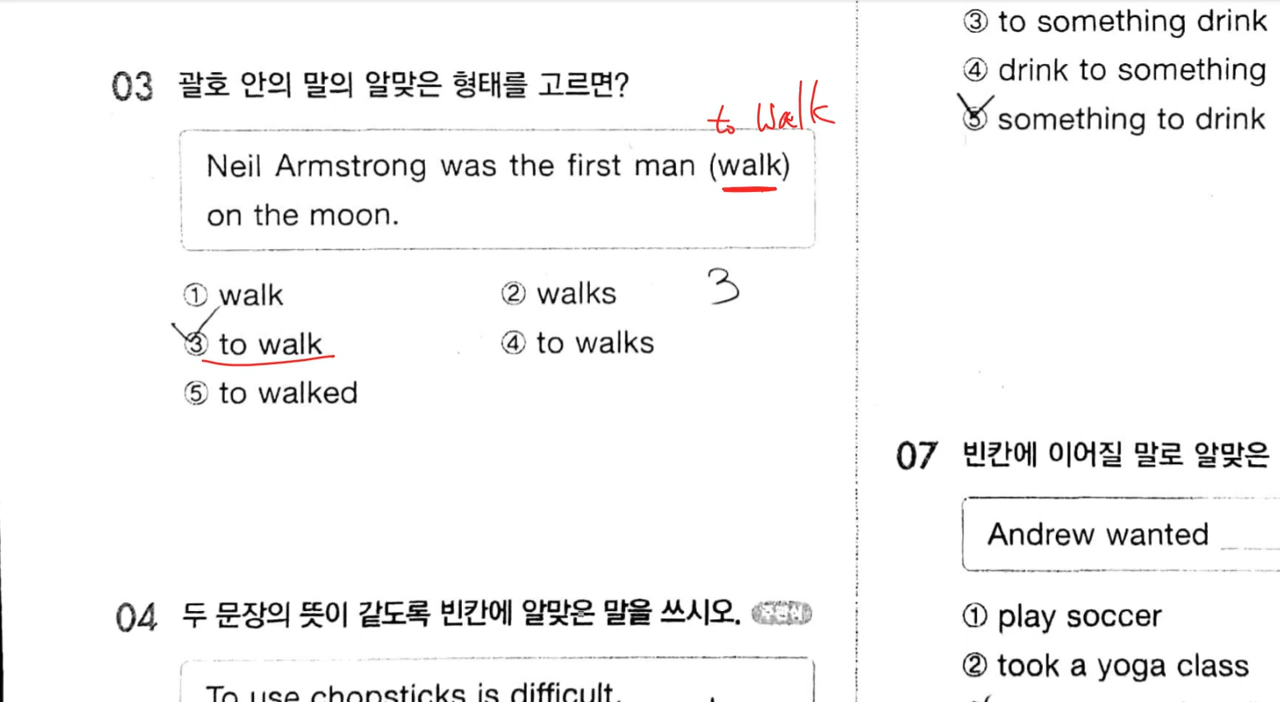 03 괄호 안의 말의 알맞은 형태를 고르면?
to walk
Neil Armstrong was the first man (walk)
on the moon.
① walk
② walks
3
③ to walk
④ to walks
⑤ to walked
04 두 문장의 뜻이 같도록 빈칸에 알맞은 말을 쓰시오. 주관식
To use chopsticks is difficult.
③ to something drink
④ drink to something
⑤ something to drink
07 빈칸에 이어질 말로 알맞은
Andrew wanted
① play soccer
② took a yoga class